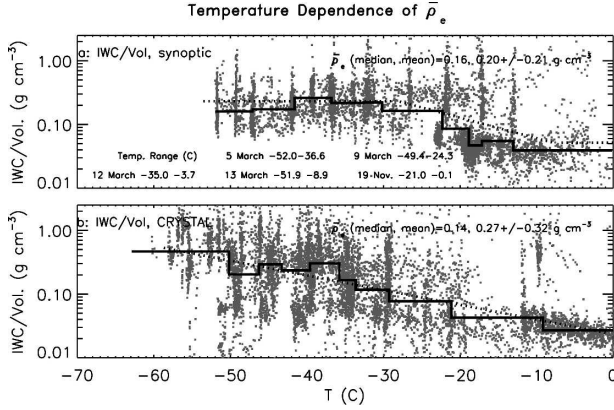 Temperature Dependence of ρ̄e
a: IWC/Vol, synoptic
ρ̄e (median, mean)=0.16, 0.20+/-0.21 g cm⁻³
IWC/Vol. (g cm⁻³)
1.00
0.10
0.01
Temp. Range (C) 5 March -52.0-36.6 9 March -49.4-24.3
12 March -35.0 -3.7 13 March -51.9 -8.9 19-Nov. -21.0 -0.1
b: IWC/Vol, CRYSTAL
ρ̄e (median, mean)=0.14, 0.27+/-0.32 g cm⁻³
IWC/Vol. (g cm⁻³)
1.00
0.10
0.01
-70 -60 -50 -40 -30 -20 -10 0
T (C)